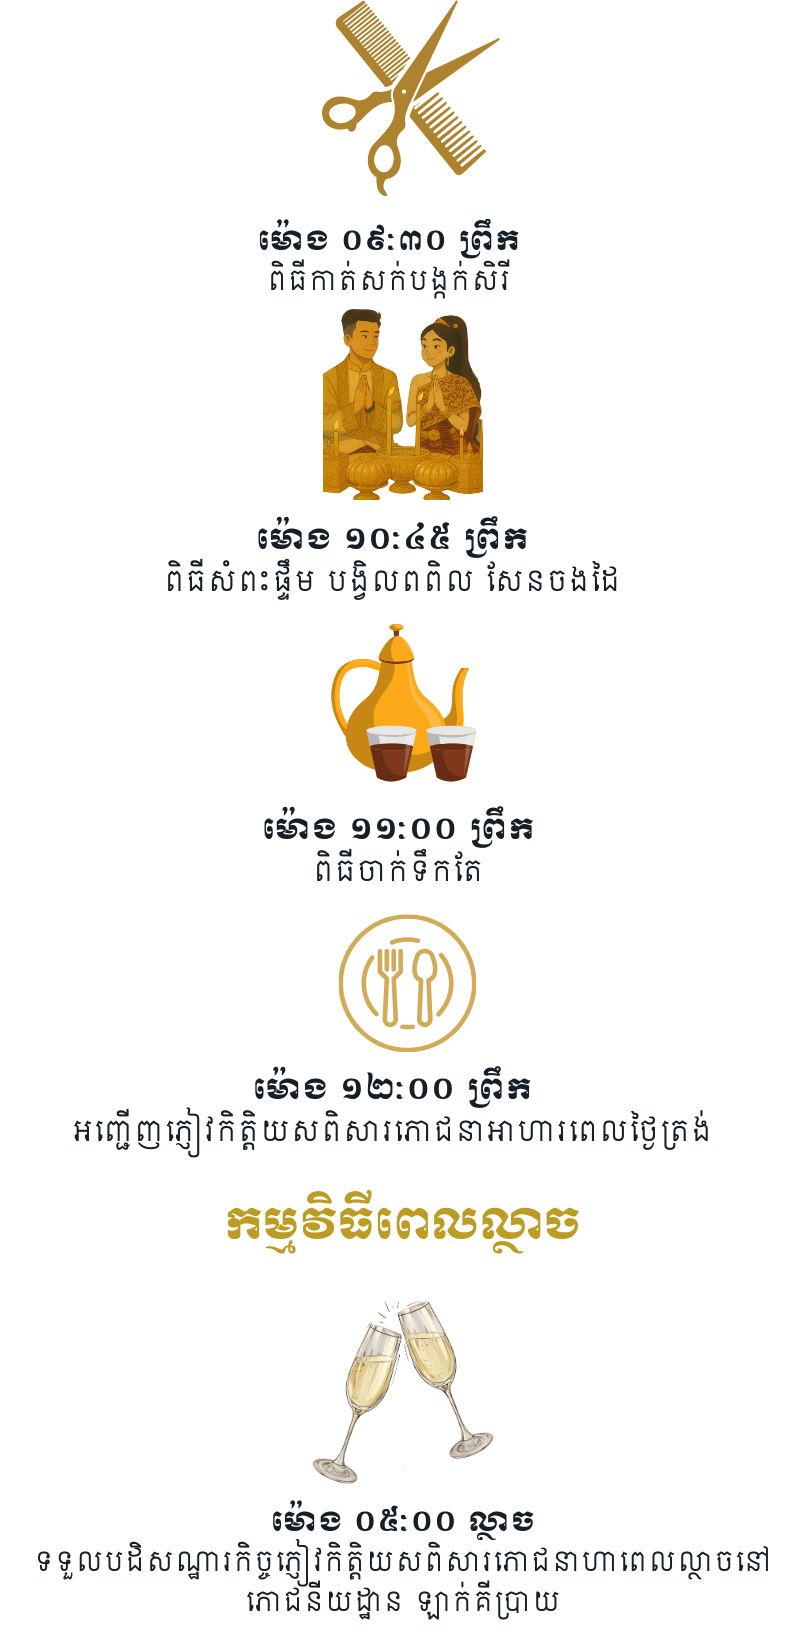 ម៉ោង ០៩:៣០ ព្រឹក
ពិធីកាត់សក់បង្កក់សិរី
ម៉ោង ១០:៤៥ ព្រឹក
ពិធីសំពះផ្ទឹម បង្វិលពពិល សែនចងដៃ
ម៉ោង ១១:០០ ព្រឹក
ពិធីចាក់ទឹកតែ
ម៉ោង ១២:០០ ព្រឹក
អញ្ជើញភ្ញៀវកិត្តិយសពិសារភោជនាអាហារពេលថ្ងៃត្រង់
កម្មវិធីពេលល្ងាច
ម៉ោង ០៥:០០ ល្ងាច
ទទួលបដិសណ្ឋារកិច្ចភ្ញៀវកិត្តិយសពិសារភោជនាហាពេលល្ងាចនៅ
ភោជនីយដ្ឋាន ឡាក់គីប្រាយ